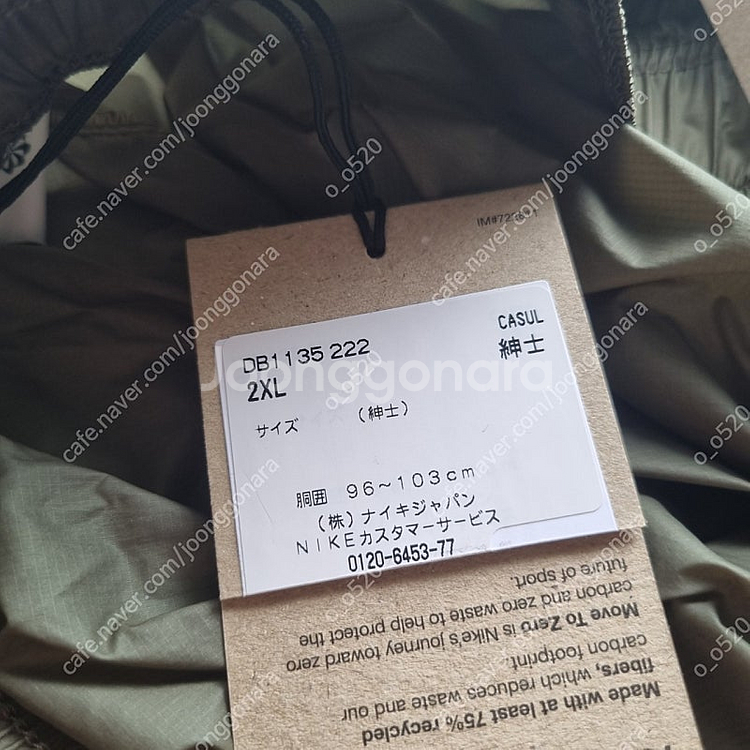 DB1135 222
CASUL
2XL
紳士
サイズ
(紳士)
胴囲 96~103cm
(株)ナイキジャパン
NIKEカスタマーサービス
0120-6453-77
Made with at least 75% recycled
fibers, which reduces waste and our
carbon footprint.
Move To Zero is Nike's journey toward zero
carbon and zero waste to help protect the
future of sport.
joonggonara
cafe.naver.com/joonggonara
o_o520